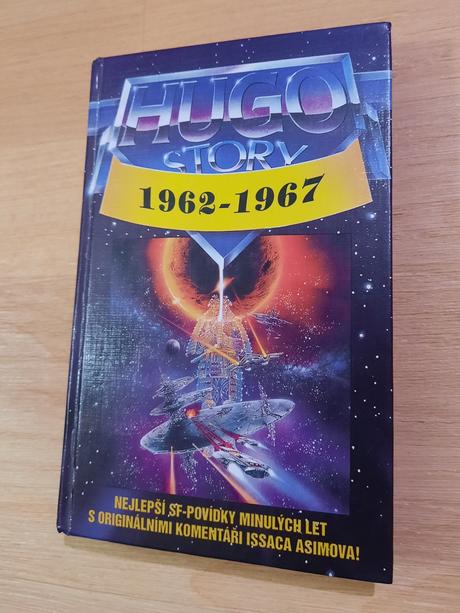 HUGO
STORY
1962-1967
NEJLEPŠÍ SF-POVÍDKY MINULÝCH LET
S ORIGINÁLNÍMI KOMENTÁŘI ISSACA ASIMOVA!